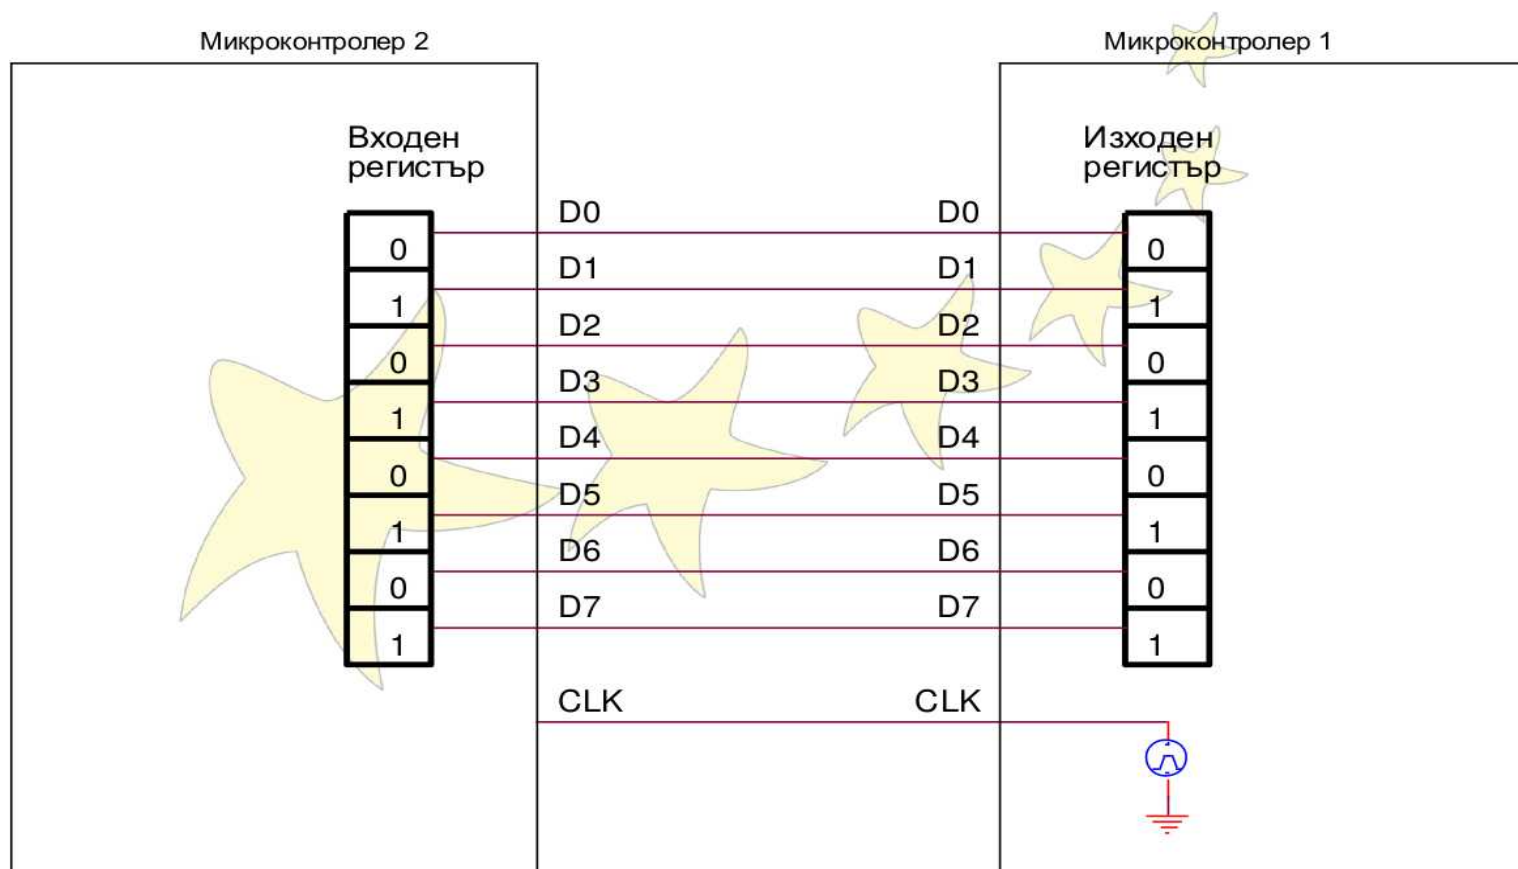 Микроконтролер 2 Микроконтролер 1
Входен Изходен
регистър регистър
D0 D0
0 0
D1 D1
1 1
D2 D2
0 0
D3 D3
1 1
D4 D4
0 0
D5 D5
1 1
D6 D6
0 0
D7 D7
1 1
CLK CLK